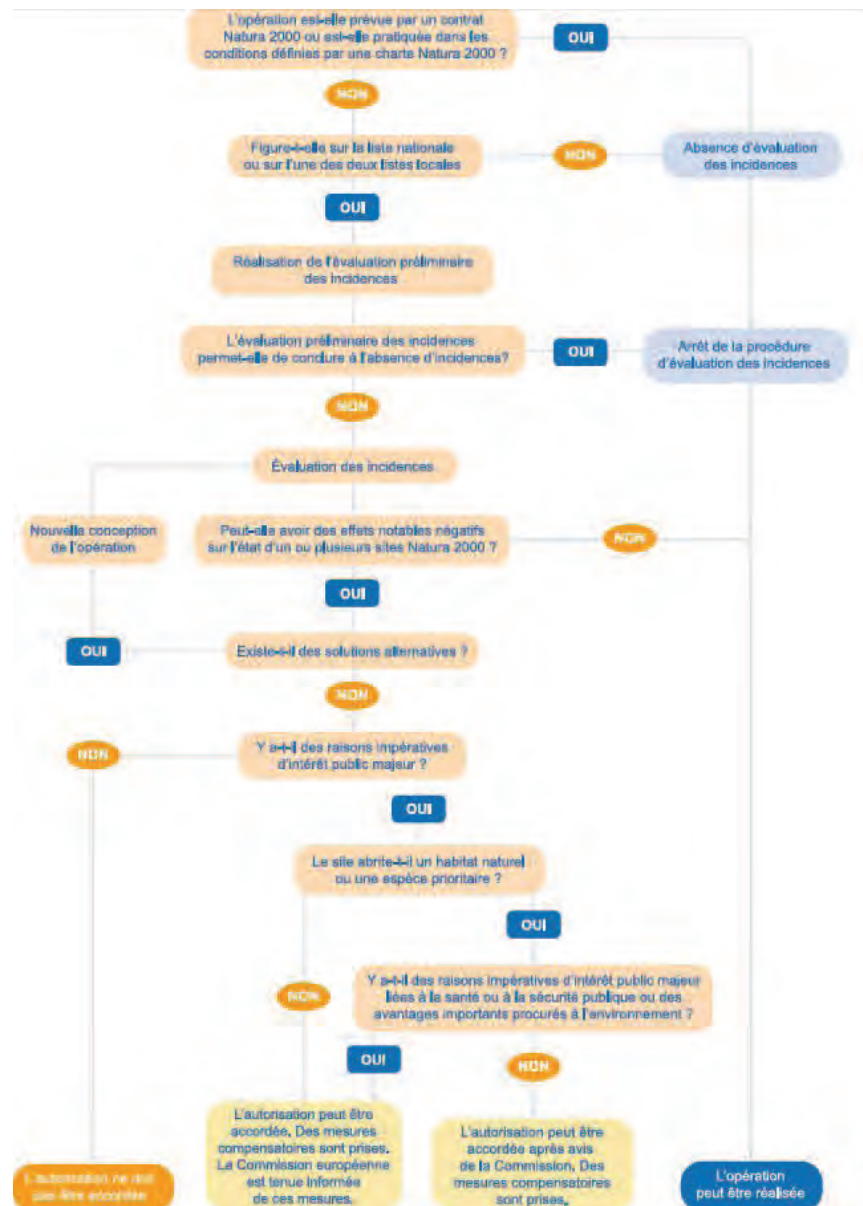 L'opération est-elle prévue par un contrat
Natura 2000 ou est-elle pratiquée dans les
conditions définies par une charte Natura 2000 ?
OUI
NON
Figure-t-elle sur la liste nationale
ou sur l'une des deux listes locales
NON
Absence d'évaluation
des incidences
OUI
Réalisation de l'évaluation préliminaire
des incidences
L'évaluation préliminaire des incidences
permet-elle de conclure à l'absence d'incidences?
OUI
Arrêt de la procédure
d'évaluation des incidences
NON
Évaluation des incidences
Nouvelle conception
de l'opération
Peut-elle avoir des effets notables négatifs
sur l'état d'un ou plusieurs sites Natura 2000 ?
NON
OUI
OUI
Existe-t-il des solutions alternatives ?
NON
NON
Y a-t-il des raisons impératives
d'intérêt public majeur ?
OUI
Le site abrite-t-il un habitat naturel
ou une espèce prioritaire ?
OUI
NON
Y a-t-il des raisons impératives d'intérêt public majeur
liées à la santé ou à la sécurité publique ou des
avantages importants procurés à l'environnement ?
OUI
NON
L'autorisation peut être
accordée. Des mesures
compensatoires sont prises.
La Commission européenne
est tenue informée
de ces mesures.
L'autorisation peut être
accordée après avis
de la Commission. Des
mesures compensatoires
sont prises.
L'autorisation ne doit
pas être accordée
L'opération
peut être réalisée